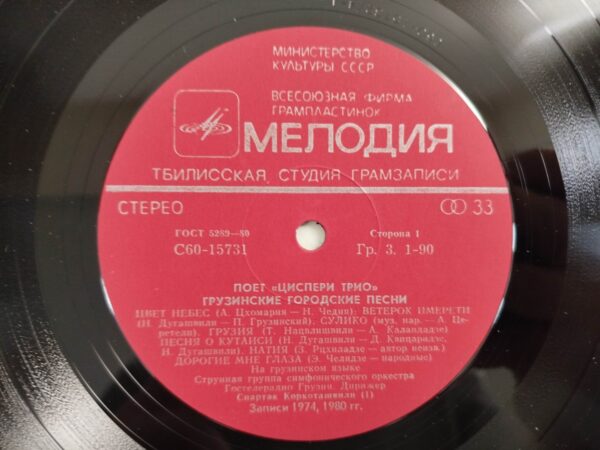 МИНИСТЕРСТВО
КУЛЬТУРЫ СССР
ВСЕСОЮЗНАЯ ФИРМА
ГРАМПЛАСТИНОК
МЕЛОДИЯ
ТБИЛИССКАЯ СТУДИЯ ГРАМЗАПИСИ
СТЕРЕО 33
ГОСТ 5289—80 Сторона 1
С60-15731 Гр. 3. 1-90
ПОЕТ «ЦИСПЕРИ ТРИО»
ГРУЗИНСКИЕ ГОРОДСКИЕ ПЕСНИ
ЦВЕТ НЕБЕС (А. Цхомария — Н. Чедия); ВЕТЕРОК ИМЕРЕТИ
(Н. Дугашвили — П. Грузинский). СУЛИКО (муз. нар. — А. Це-
ретели). ГРУЗИЯ (Т. — А. Каландадзе)
ПЕСНЯ О КУТАИСИ (Н. Дугашвили — Д.
Н. Дугашвили). НАТИЯ (З. — автор неизв.)
ДОРОГИЕ МНЕ ГЛАЗА (Э. Челидзе — народные)
На грузинском языке
Струнная группа симфонического оркестра
Гостелерадио Грузии. Дирижер
Спартак Коркоташвили (1)
Записи 1974, 1980 гг.